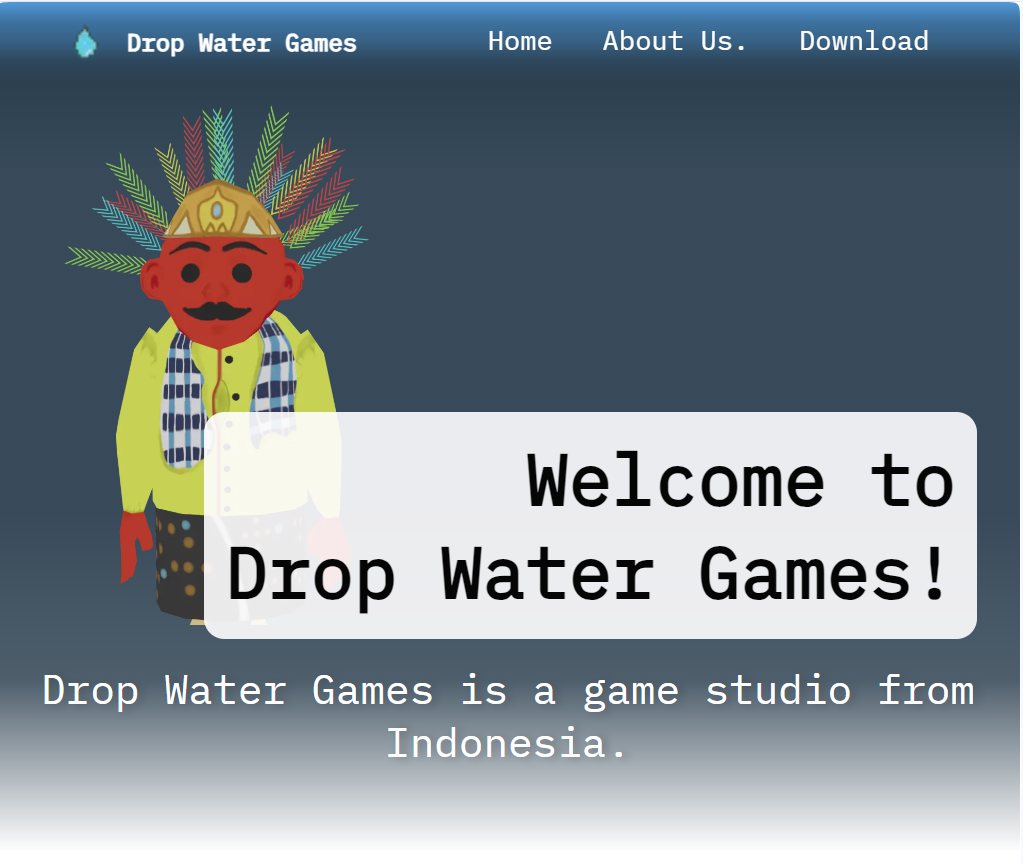 Drop Water Games
Home
About Us.
Download
Welcome to
Drop Water Games!
Drop Water Games is a game studio from
Indonesia.